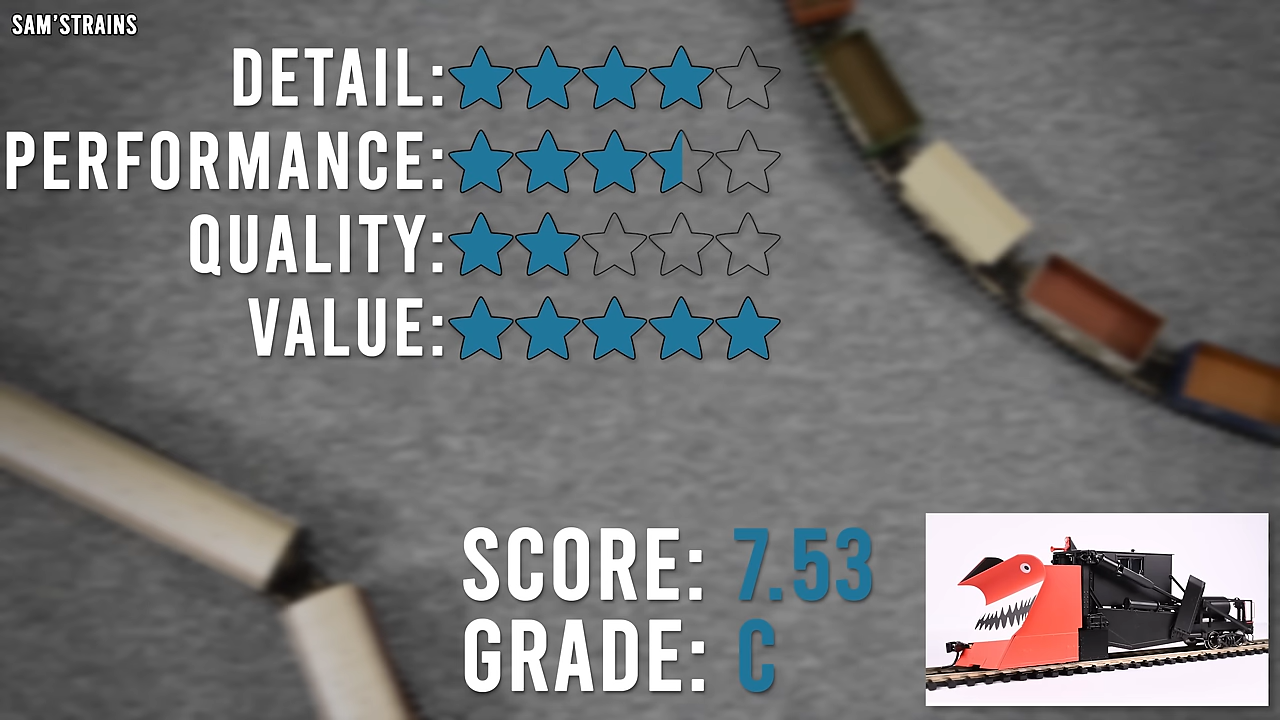 SAM'STRAINS
DETAIL:
PERFORMANCE:
QUALITY:
VALUE:
SCORE: 7.53
GRADE: C